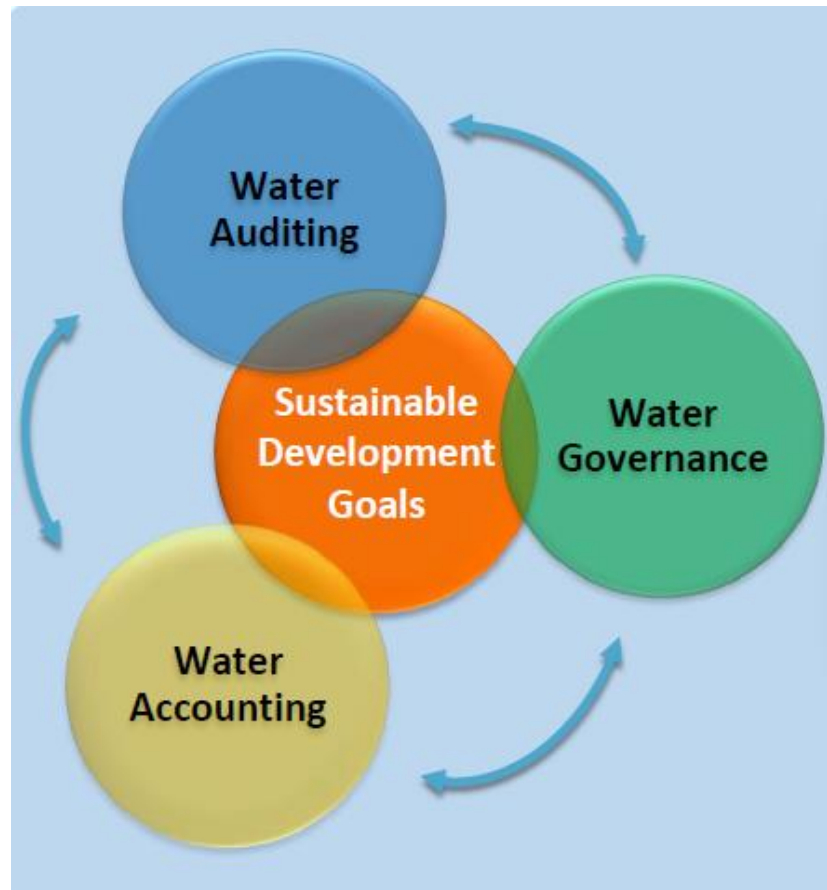 Water
Auditing
Sustainable
Development
Goals
Water
Governance
Water
Accounting